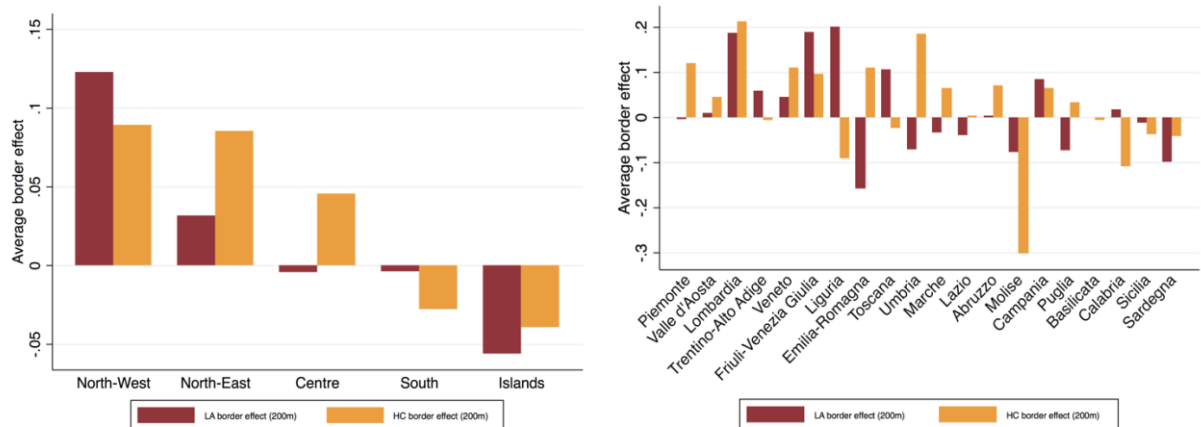 Average border effect
.15
.1
.05
0
-.05
North-West North-East Centre South Islands
LA border effect (200m) HC border effect (200m)
Average border effect
.2
.1
0
-.1
-.2
-.3
Piemonte
Valle d'Aosta
Lombardia
Trentino-Alto Adige
Veneto
Friuli-Venezia Giulia
Liguria
Emilia-Romagna
Toscana
Umbria
Marche
Lazio
Abruzzo
Molise
Campania
Puglia
Basilicata
Calabria
Sicilia
Sardegna
LA border effect (200m) HC border effect (200m)